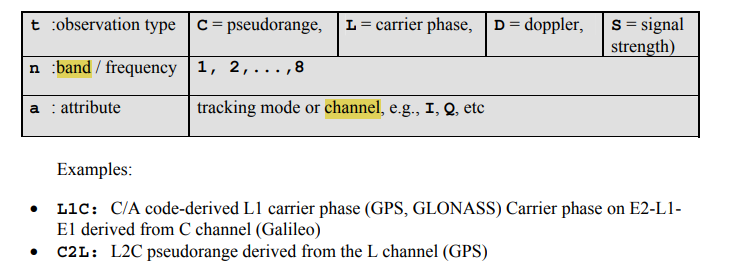 t :observation type C = pseudorange, L = carrier phase, D = doppler, S = signal strength)
n :band / frequency 1, 2,...,8
a : attribute tracking mode or channel, e.g., I, Q, etc
Examples:
• L1C: C/A code-derived L1 carrier phase (GPS, GLONASS) Carrier phase on E2-L1-
E1 derived from C channel (Galileo)
• C2L: L2C pseudorange derived from the L channel (GPS)